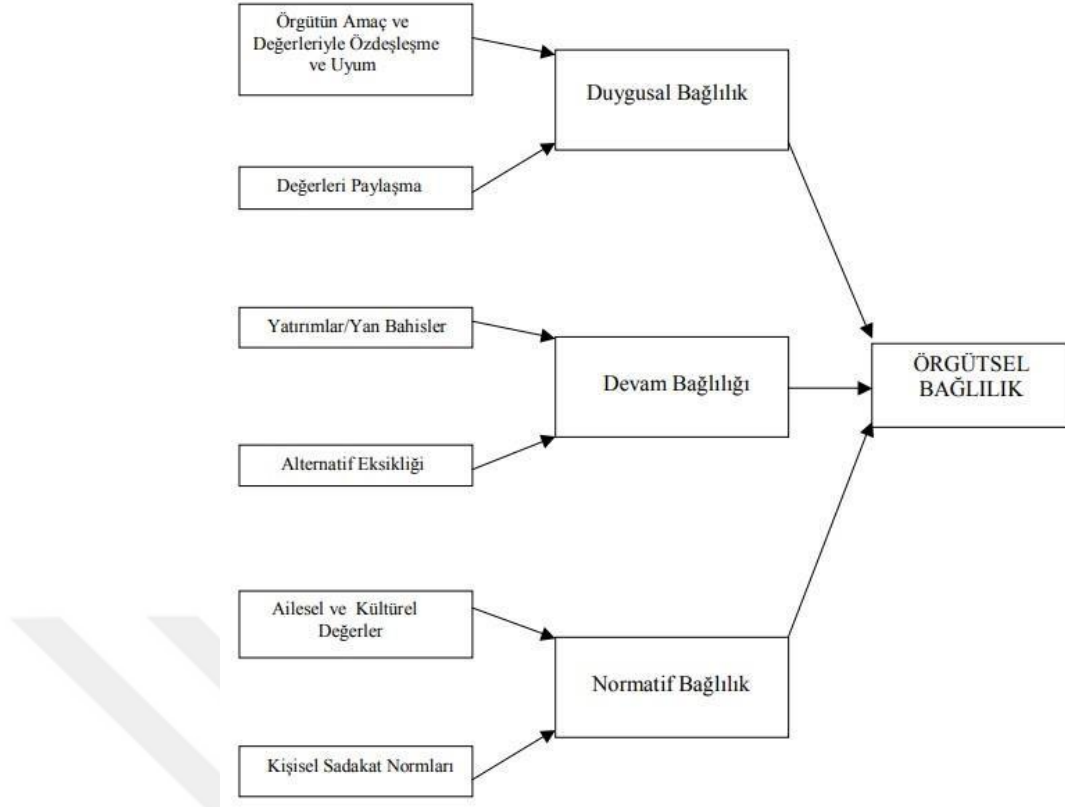 Örgütün Amaç ve
Değerleriyle Özdeşleşme
ve Uyum
Duygusal Bağlılık
Değerleri Paylaşma
Yatırımlar/Yan Bahisler
Devam Bağlılığı
Alternatif Eksikliği
ÖRGÜTSEL
BAĞLILIK
Ailesel ve Kültürel
Değerler
Normatif Bağlılık
Kişisel Sadakat Normları